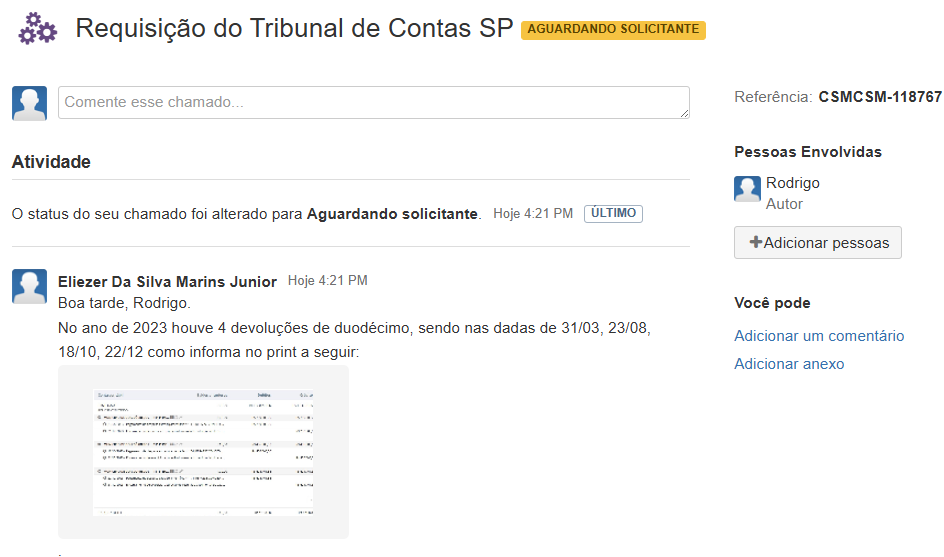 Requisição do Tribunal de Contas SP AGUARDANDO SOLICITANTE
Comente esse chamado...
Referência: CSMCSM-118767
Atividade
O status do seu chamado foi alterado para Aguardando solicitante. Hoje 4:21 PM ÚLTIMO
Pessoas Envolvidas
Rodrigo
Autor
+Adicionar pessoas
Eliezer Da Silva Marins Junior Hoje 4:21 PM
Boa tarde, Rodrigo.
No ano de 2023 houve 4 devoluções de duodécimo, sendo nas dadas de 31/03, 23/08,
18/10, 22/12 como informa no print a seguir:
Você pode
Adicionar um comentário
Adicionar anexo